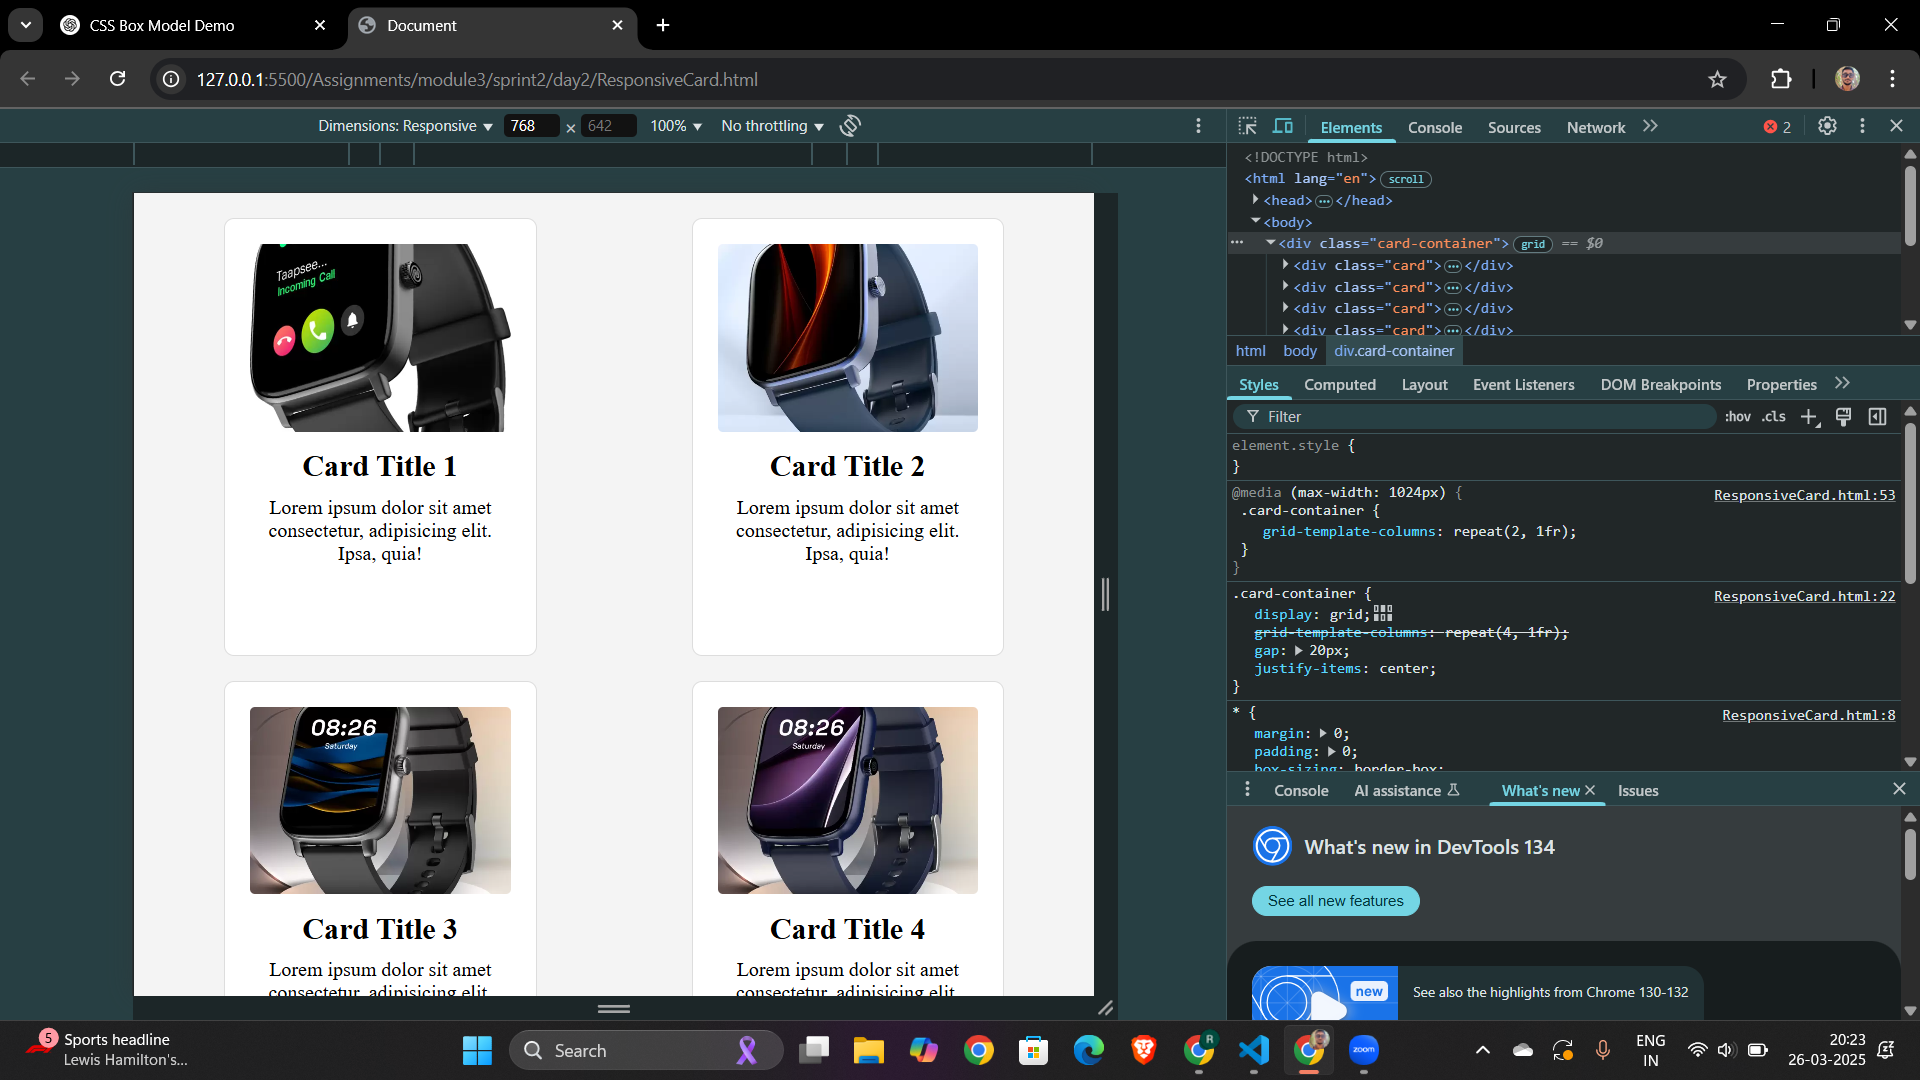 CSS Box Model Demo
Document
127.0.0.1:5500/Assignments/module3/sprint2/day2/ResponsiveCard.html
Dimensions: Responsive 768 × 642 100% No throttling
Elements Console Sources Network 2
<!DOCTYPE html>
<html lang="en"> scroll
<head> ••• </head>
<body>
••• <div class="card-container"> grid == $0
<div class="card"> ••• </div>
<div class="card"> ••• </div>
<div class="card"> ••• </div>
<div class="card"> ••• </div>
html body div.card-container
Styles Computed Layout Event Listeners DOM Breakpoints Properties
Filter :hov .cls
element.style {
}
@media (max-width: 1024px) { ResponsiveCard.html:53
.card-container {
grid-template-columns: repeat(2, 1fr);
}
}
.card-container { ResponsiveCard.html:22
display: grid;
grid-template-columns: repeat(4, 1fr);
gap: 20px;
justify-items: center;
}
* { ResponsiveCard.html:8
margin: 0;
padding: 0;
box-sizing: border-box;
Console AI assistance What's new Issues
What's new in DevTools 134
See all new features
new
See also the highlights from Chrome 130-132
Taapsee...
Incoming Call
Card Title 1
Lorem ipsum dolor sit amet
consectetur, adipisicing elit.
Ipsa, quia!
Card Title 2
Lorem ipsum dolor sit amet
consectetur, adipisicing elit.
Ipsa, quia!
08:26
Saturday
Card Title 3
Lorem ipsum dolor sit amet
consectetur, adipisicing elit.
08:26
Saturday
Card Title 4
Lorem ipsum dolor sit amet
consectetur, adipisicing elit.
5
Sports headline
Lewis Hamilton's...
Search
R
zoom
ENG
IN
20:23
26-03-2025